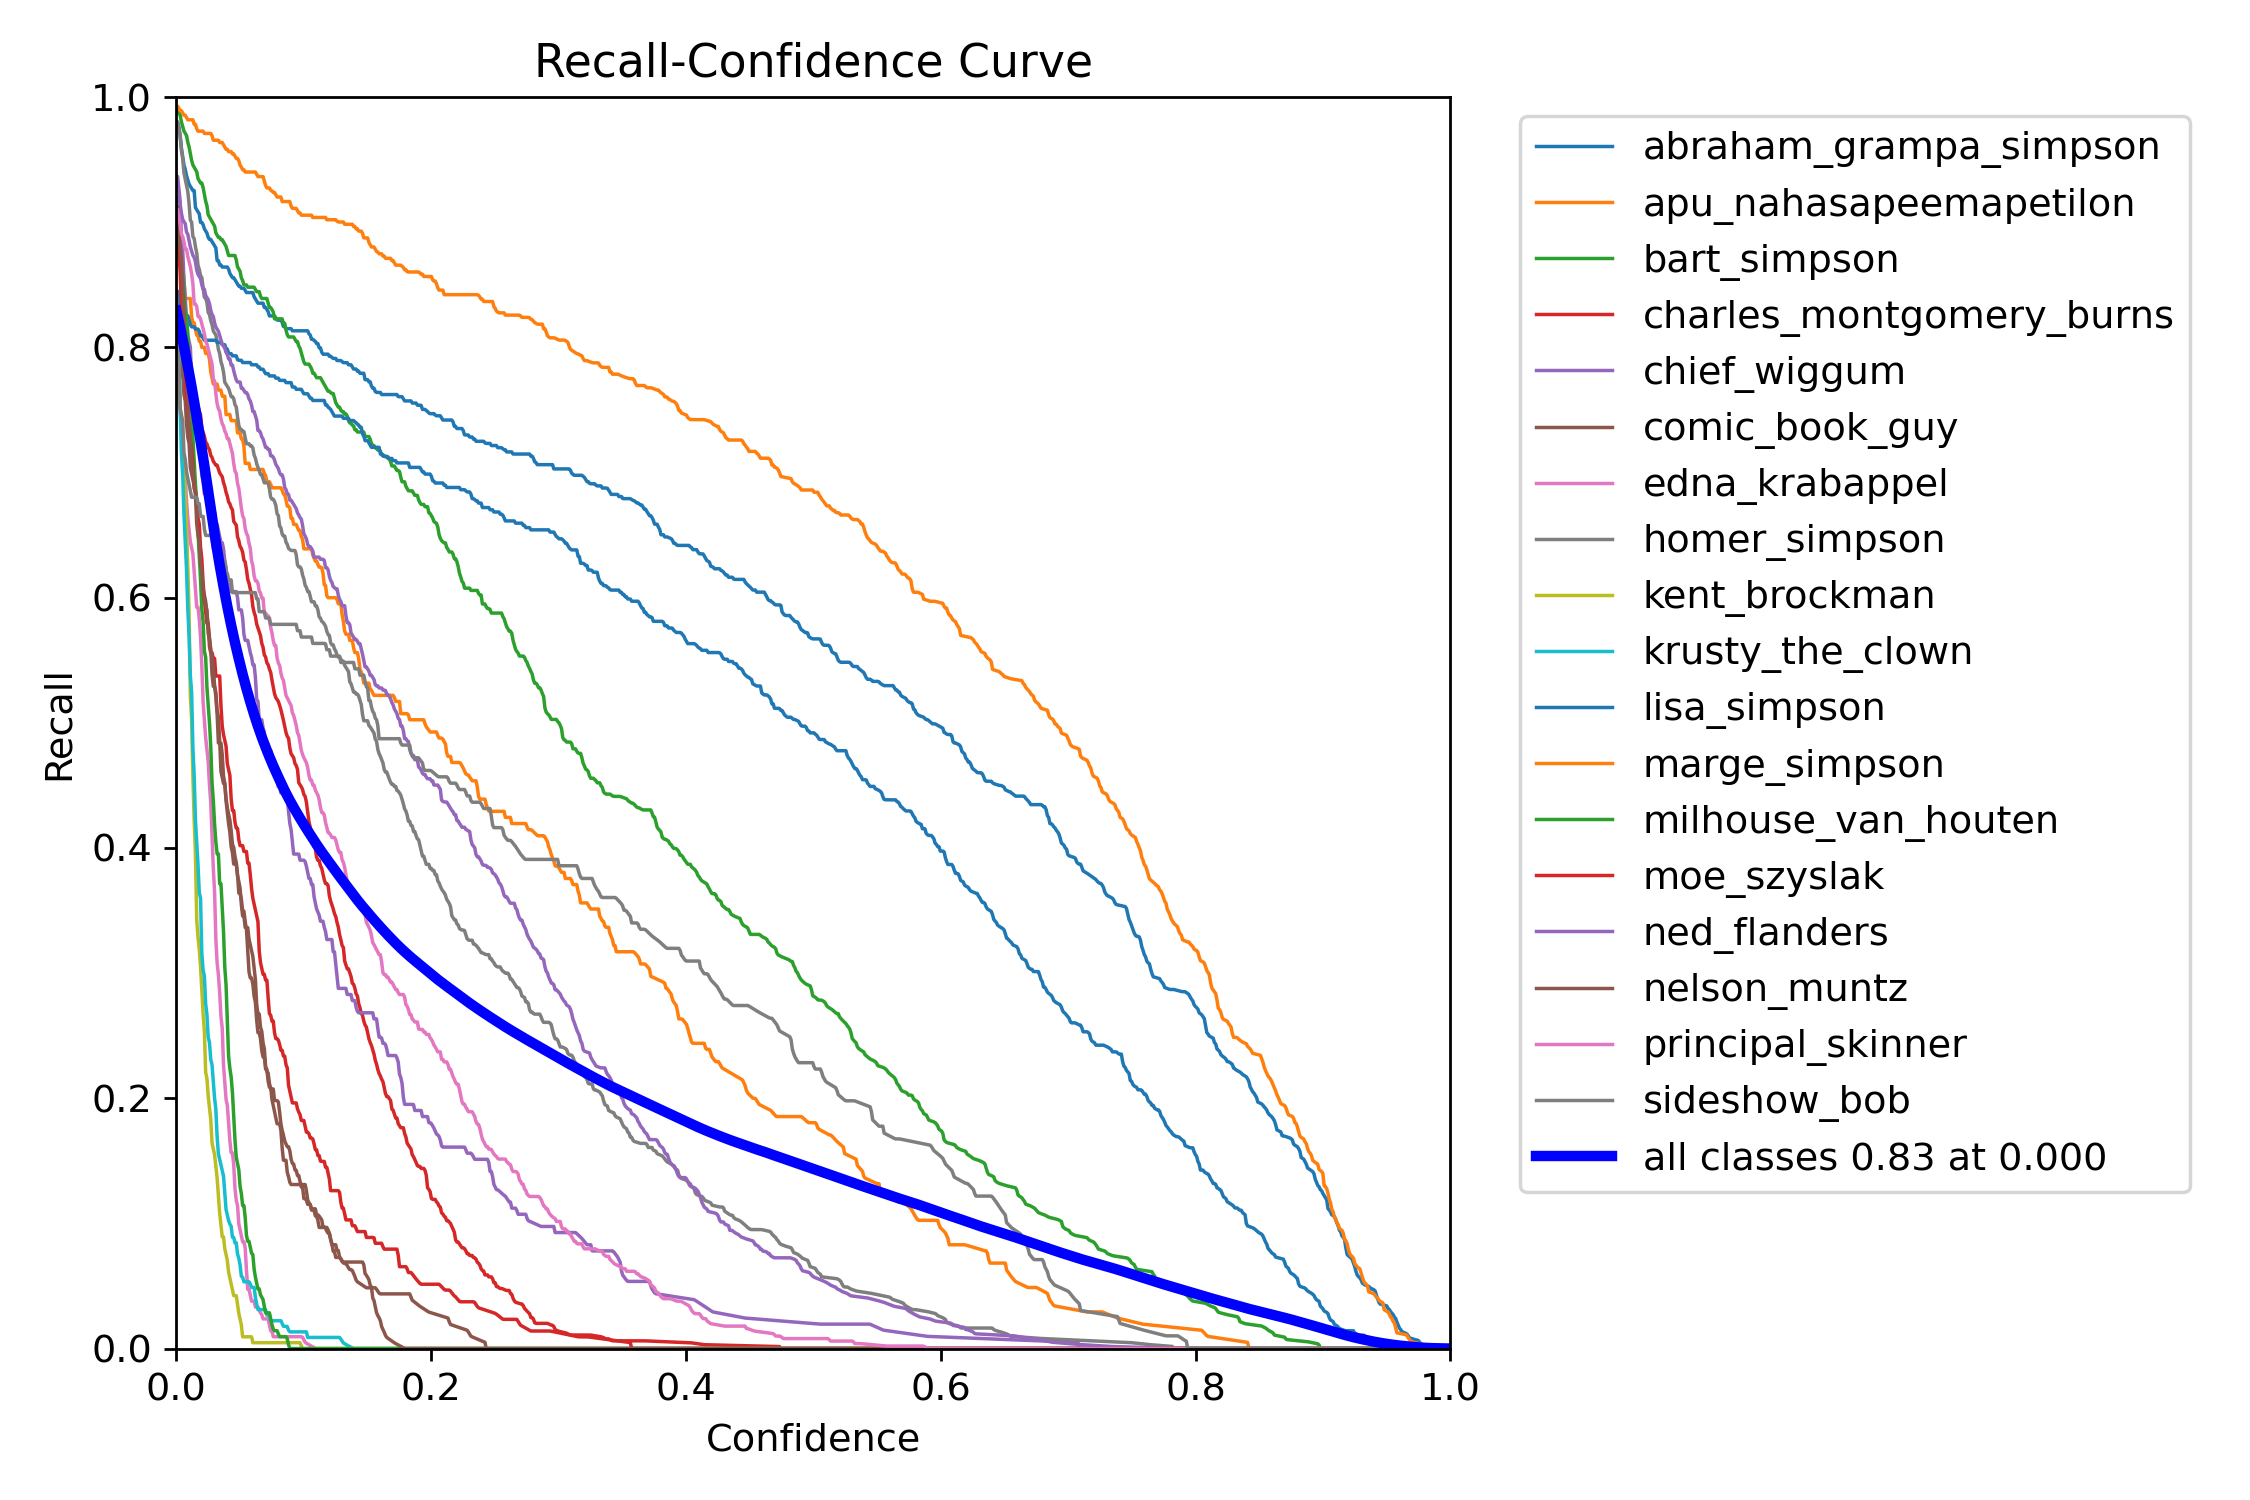 Recall-Confidence Curve
1.0
0.8
0.6
0.4
0.2
0.0
Recall
0.0 0.2 0.4 0.6 0.8 1.0
Confidence
abraham_grampa_simpson
apu_nahasapeemapetilon
bart_simpson
charles_montgomery_burns
chief_wiggum
comic_book_guy
edna_krabappel
homer_simpson
kent_brockman
krusty_the_clown
lisa_simpson
marge_simpson
milhouse_van_houten
moe_szyslak
ned_flanders
nelson_muntz
principal_skinner
sideshow_bob
all classes 0.83 at 0.000